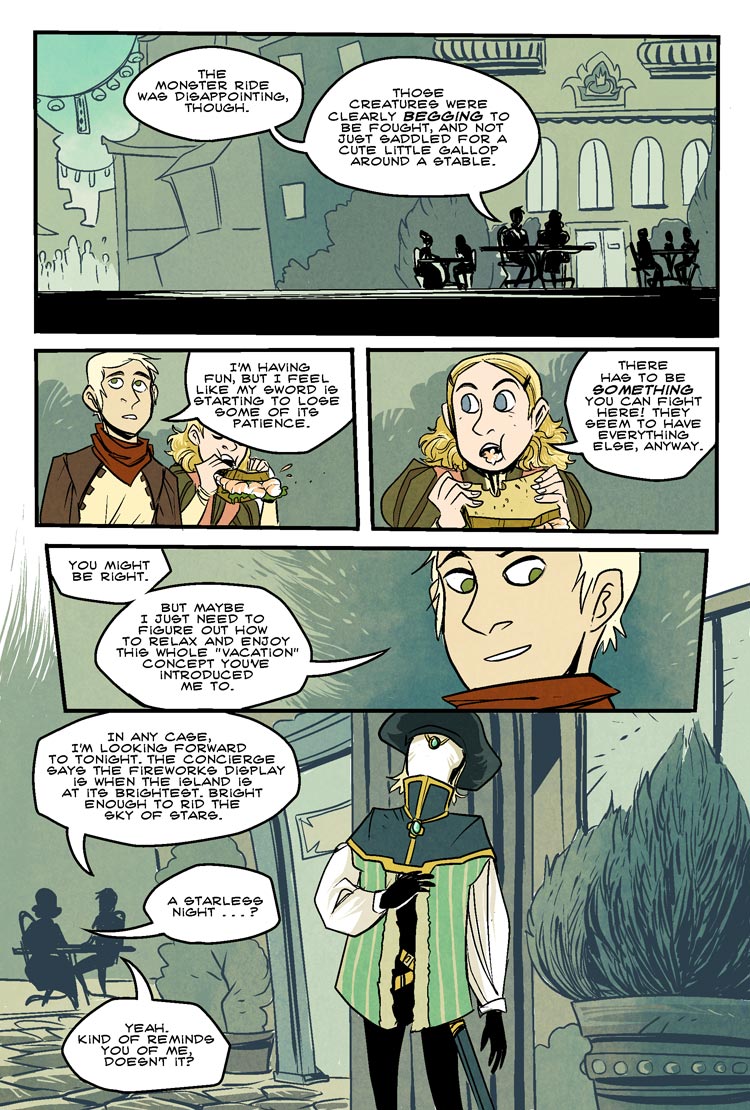 THE
MONSTER RIDE
WAS DISAPPOINTING,
THOUGH.
THOSE
CREATURES WERE
CLEARLY BEGGING TO
BE FOUGHT, AND NOT
JUST SADDLED FOR A
CUTE LITTLE GALLOP
AROUND A STABLE.
I'M HAVING
FUN, BUT I FEEL
LIKE MY SWORD IS
STARTING TO LOSE
SOME OF ITS
PATIENCE.
THERE
HAS TO BE
SOMETHING
YOU CAN FIGHT
HERE! THEY
SEEM TO HAVE
EVERYTHING
ELSE, ANYWAY.
YOU MIGHT
BE RIGHT.
BUT MAYBE
I JUST NEED TO
FIGURE OUT HOW
TO RELAX AND ENJOY
THIS WHOLE "VACATION"
CONCEPT YOU'VE
INTRODUCED
ME TO.
IN ANY CASE,
I'M LOOKING FORWARD
TO TONIGHT. THE CONCIERGE
SAYS THE FIREWORKS DISPLAY
IS WHEN THE ISLAND IS
AT ITS BRIGHTEST. BRIGHT
ENOUGH TO RID THE
SKY OF STARS.
A STARLESS
NIGHT . . . ?
YEAH.
KIND OF REMINDS
YOU OF ME,
DOESN'T IT?